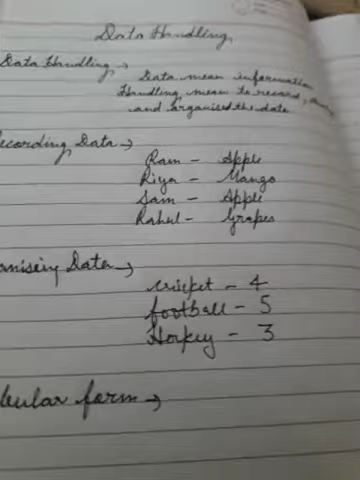 Data Handling
Data Handling →
Data mean information
Handling mean to record,
and organised the data
ecording Data →
Ram - Apple
Riya - Mango
Sam - Apple
Rahul - Grapes
aniseiy Data →
cricket - 4
football - 5
Hockey - 3
bular form →